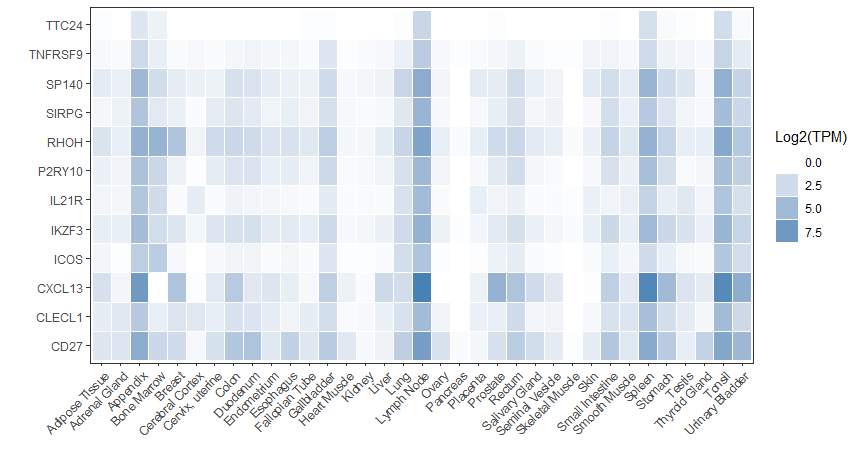 TTC24
TNFRSF9
SP140
SIRPG
RHOH
P2RY10
IL21R
IKZF3
ICOS
CXCL13
CLECL1
CD27
Adipose Tissue
Adrenal Gland
Appendix
Bone Marrow
Breast
Cerebral Cortex
Cervix, uterine
Colon
Duodenum
Endometrium
Esophagus
Fallopian Tube
Gallbladder
Heart Muscle
Kidney
Liver
Lung
Lymph Node
Ovary
Pancreas
Placenta
Prostate
Rectum
Salivary Gland
Seminal Vesicle
Skeletal Muscle
Skin
Small Intestine
Smooth Muscle
Spleen
Stomach
Testis
Thyroid Gland
Tonsil
Urinary Bladder
Log2(TPM)
0.0
2.5
5.0
7.5